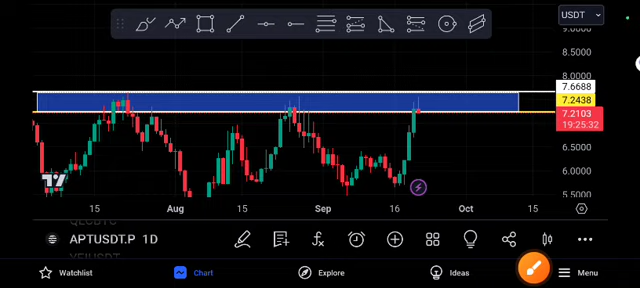 USDT
9.0000
8.5000
8.0000
7.6688
7.2438
7.2103
19:25:32
6.5000
6.0000
5.5000
15 Aug 15 Sep 16 Oct 15
APTUSDT.P 1D
Watchlist Chart Explore Ideas Menu